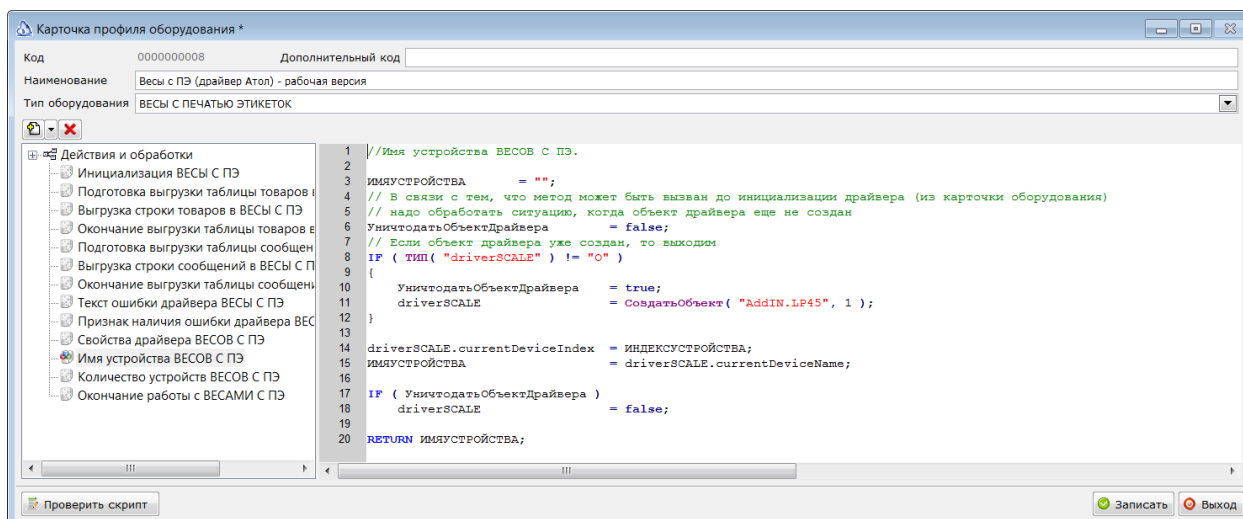 Карточка профиля оборудования *
Код 0000000008 Дополнительный код
Наименование Весы с ПЭ (драйвер Атол) - рабочая версия
Тип оборудования ВЕСЫ С ПЕЧАТЬЮ ЭТИКЕТОК
Действия и обработки
Инициализация ВЕСЫ С ПЭ
Подготовка выгрузки таблицы товаров в
Выгрузка строки товаров в ВЕСЫ С ПЭ
Окончание выгрузки таблицы товаров в
Подготовка выгрузки таблицы сообщен
Выгрузка строки сообщений в ВЕСЫ С П
Окончание выгрузки таблицы сообщени
Текст ошибки драйвера ВЕСЫ С ПЭ
Признак наличия ошибки драйвера ВЕС
Свойства драйвера ВЕСОВ С ПЭ
Имя устройства ВЕСОВ С ПЭ
Количество устройств ВЕСОВ С ПЭ
Окончание работы с ВЕСАМИ С ПЭ
1 //Имя устройства ВЕСОВ С ПЭ.
2
3 ИМЯУСТРОЙСТВА = "";
4 // В связи с тем, что метод может быть вызван до инициализации драйвера (из карточки оборудования)
5 // надо обработать ситуацию, когда объект драйвера еще не создан
6 УничтодатьОбъектДрайвера = false;
7 // Если объект драйвера уже создан, то выходим
8 IF ( ТИП( "driverSCALE" ) != "O" )
9 {
10 УничтодатьОбъектДрайвера = true;
11 driverSCALE = СоздатьОбъект( "AddIN.LP45", 1 );
12 }
13
14 driverSCALE.currentDeviceIndex = ИНДЕКСУСТРОЙСТВА;
15 ИМЯУСТРОЙСТВА = driverSCALE.currentDeviceName;
16
17 IF ( УничтодатьОбъектДрайвера )
18 driverSCALE = false;
19
20 RETURN ИМЯУСТРОЙСТВА;
Проверить скрипт Записать Выход